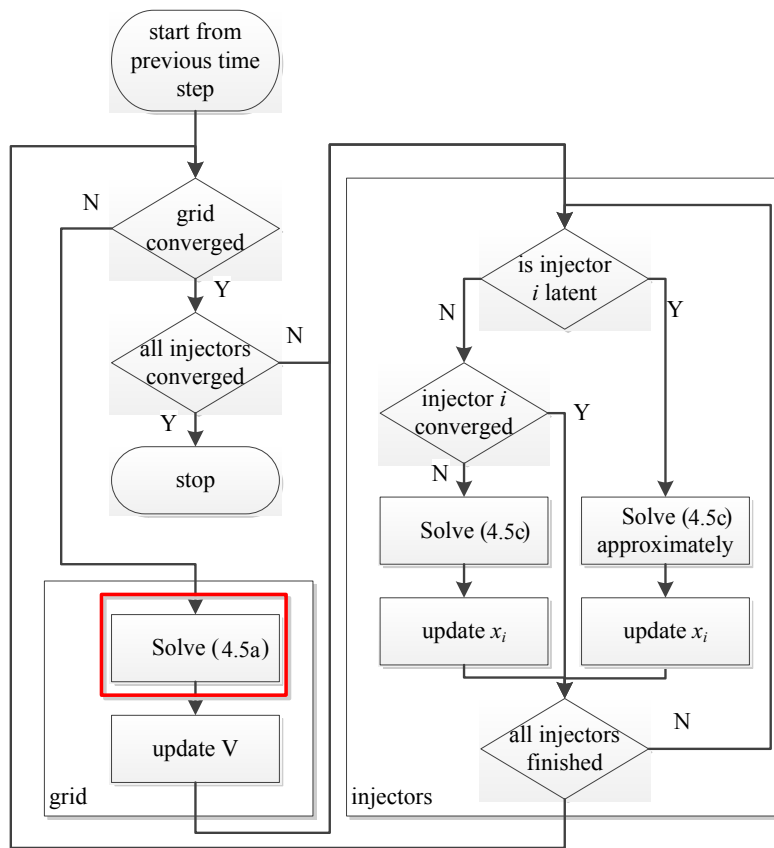 start from
previous time
step
N
grid
converged
Y
all injectors
converged
N
Y
stop
Solve (4.5a)
update V
grid
is injector
i latent
N
Y
injector i
converged
Y
N
Solve (4.5c)
update xᵢ
Solve (4.5c)
approximately
update xᵢ
all injectors
finished
N
injectors